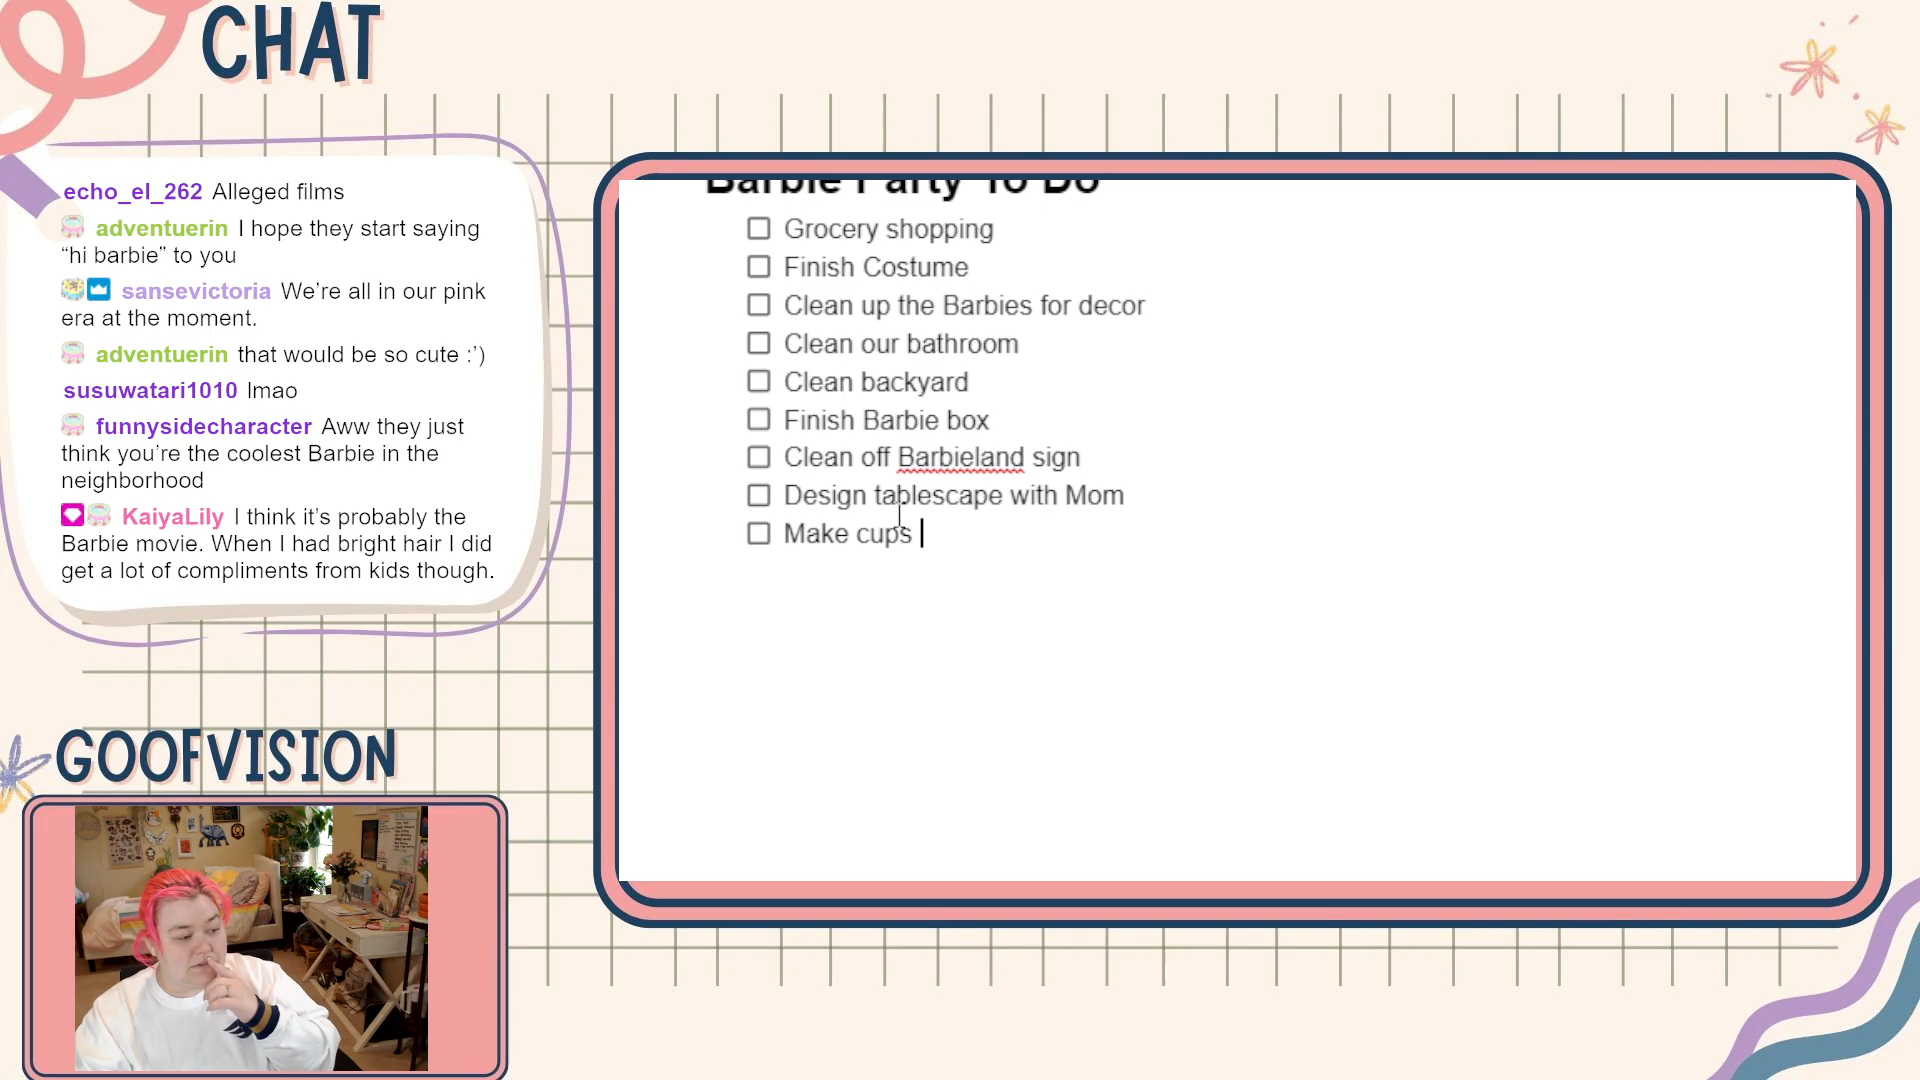 CHAT
echo_el_262 Alleged films
adventuerin I hope they start saying
“hi barbie” to you
sansevictoria We’re all in our pink
era at the moment.
adventuerin that would be so cute :’)
susuwatari1010 lmao
funnysidecharacter Aww they just
think you’re the coolest Barbie in the
neighborhood
KaiyaLily I think it’s probably the
Barbie movie. When I had bright hair I did
get a lot of compliments from kids though.
Barbie Party To Do
Grocery shopping
Finish Costume
Clean up the Barbies for decor
Clean our bathroom
Clean backyard
Finish Barbie box
Clean off Barbieland sign
Design tablescape with Mom
Make cups
GOOFVISION